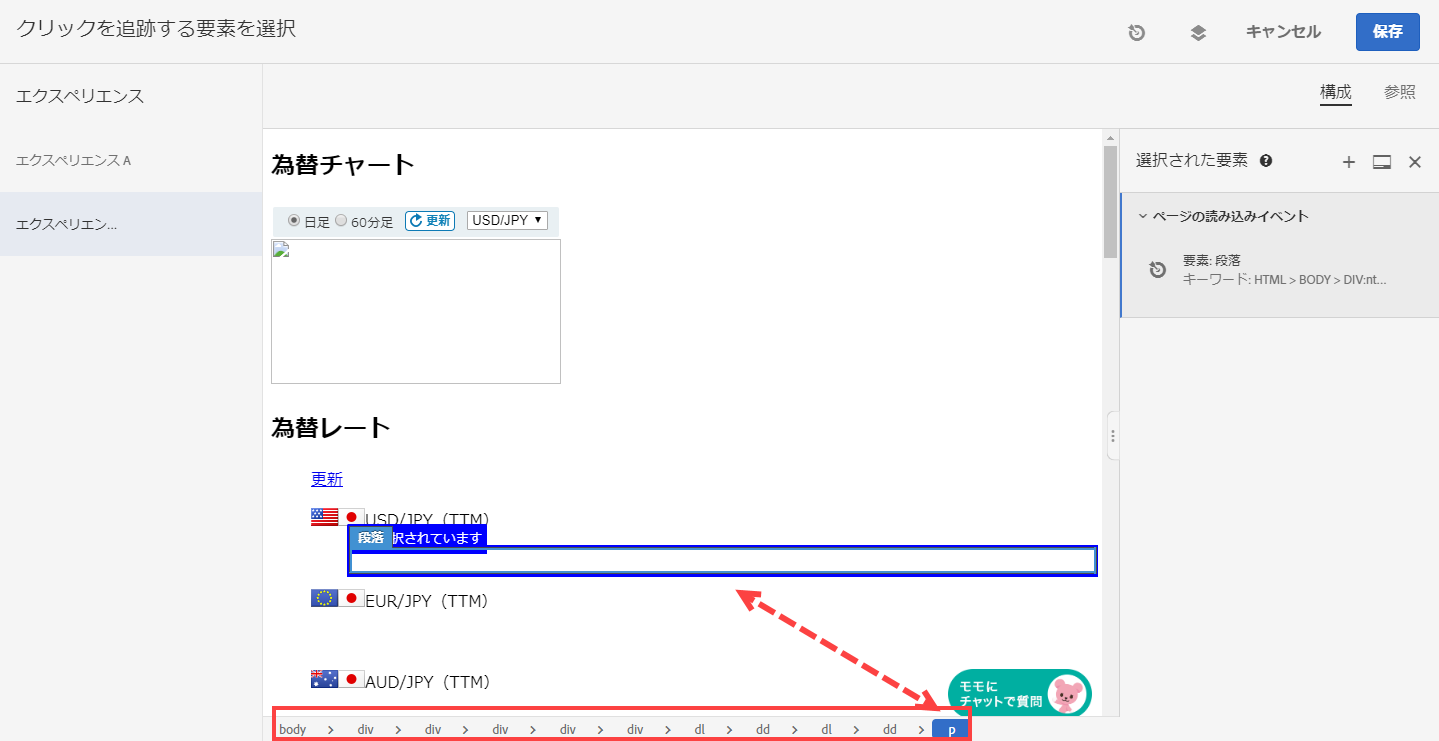 クリックを追跡する要素を選択
キャンセル
保存
エクスペリエンス
構成
参照
エクスペリエンス A
エクスペリエン...
為替チャート
日足
60分足
更新
USD/JPY
選択された要素
ページの読み込みイベント
要素: 段落
キーワード: HTML > BODY > DIV:nt...
為替レート
更新
USD/JPY（TTM）
段落
択されています
EUR/JPY（TTM）
AUD/JPY（TTM）
モモに
チャットで質問
body > div > div > div > div > div > dl > dd > dl > dd > p